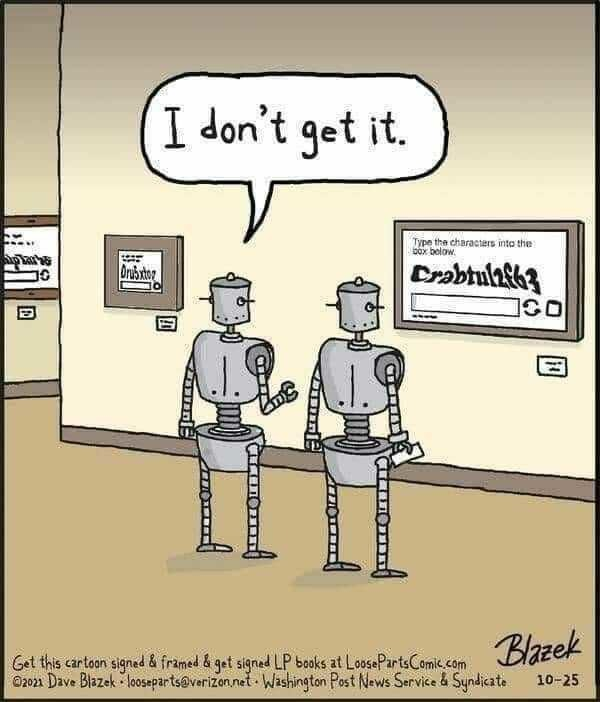 I don't get it.
Type the characters into the
box below.
Crabtul2f63
Get this cartoon signed & framed & get signed LP books at LoosePartsComic.com
©2021 Dave Blazek • looseparts@verizon.net • Washington Post News Service & Syndicate
Blazek
10-25